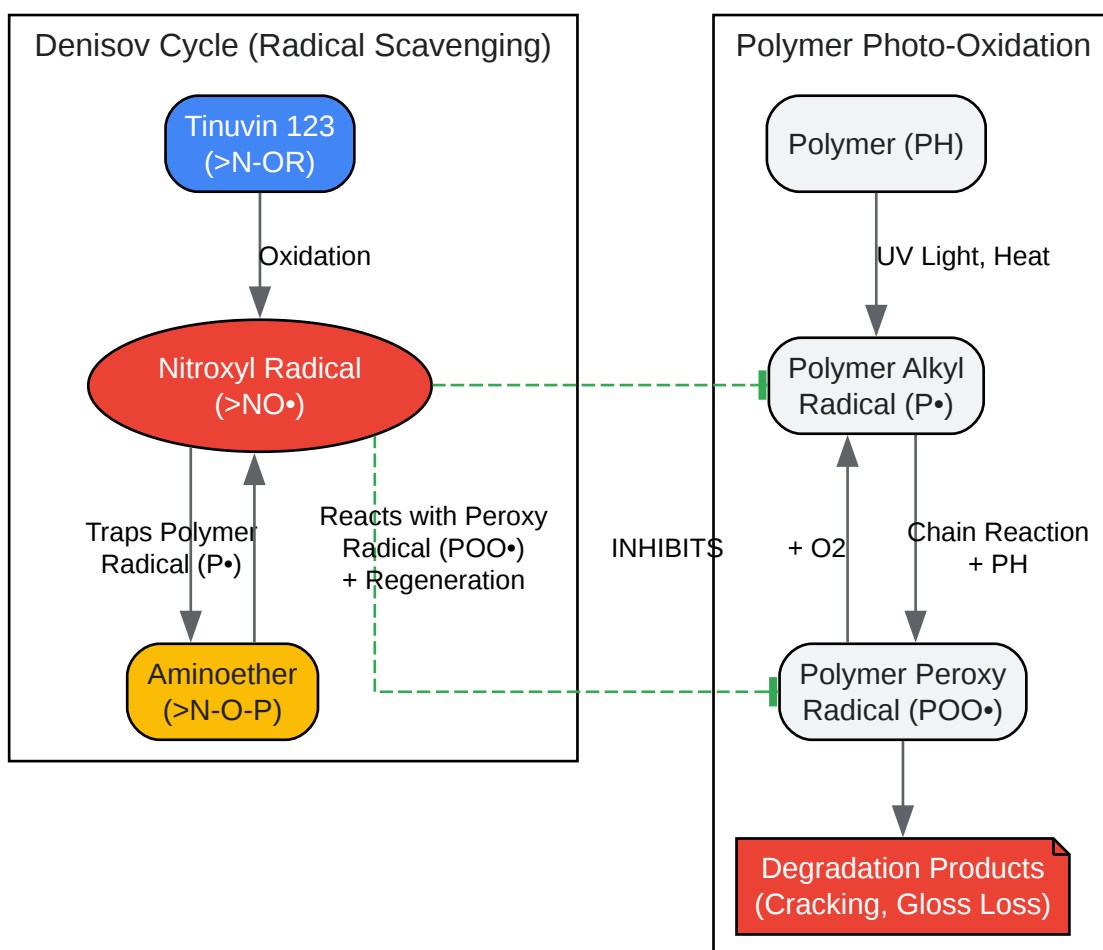 Denisov Cycle (Radical Scavenging)
Tinuvin 123
(>N-OR)
Oxidation
Nitroxyl Radical
(>NO•)
Traps Polymer
Radical (P•)
Reacts with Peroxy
Radical (POO•)
+ Regeneration
Aminoether
(>N-O-P)
INHIBITS
Polymer Photo-Oxidation
Polymer (PH)
UV Light, Heat
Polymer Alkyl
Radical (P•)
+ O2
Chain Reaction
+ PH
Polymer Peroxy
Radical (POO•)
Degradation Products
(Cracking, Gloss Loss)